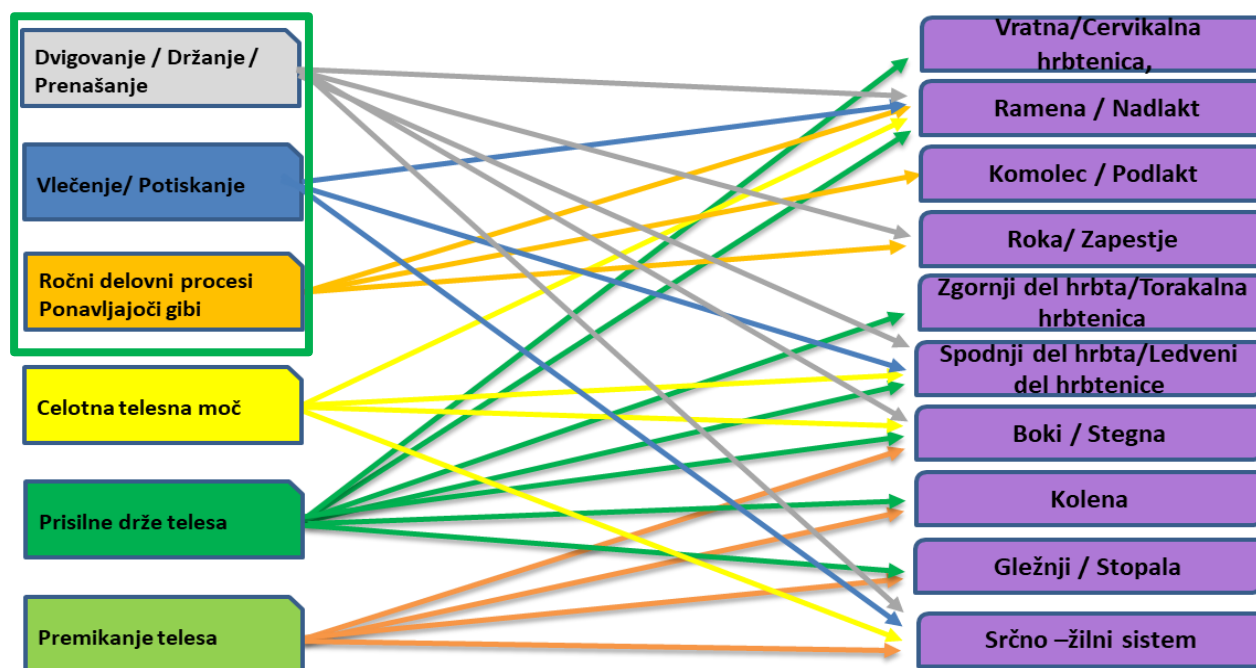 Dvigovanje / Držanje /
Prenašanje
Vlečenje/ Potiskanje
Ročni delovni procesi
Ponavljajoči gibi
Celotna telesna moč
Prisilne drže telesa
Premikanje telesa
Vratna/Cervikalna
hrbtenica,
Ramena / Nadlakt
Komolec / Podlakt
Roka/ Zapestje
Zgornji del hrbta/Torakalna
hrbtenica
Spodnji del hrbta/Ledveni
del hrbtenice
Boki / Stegna
Kolena
Gležnji / Stopala
Srčno –žilni sistem